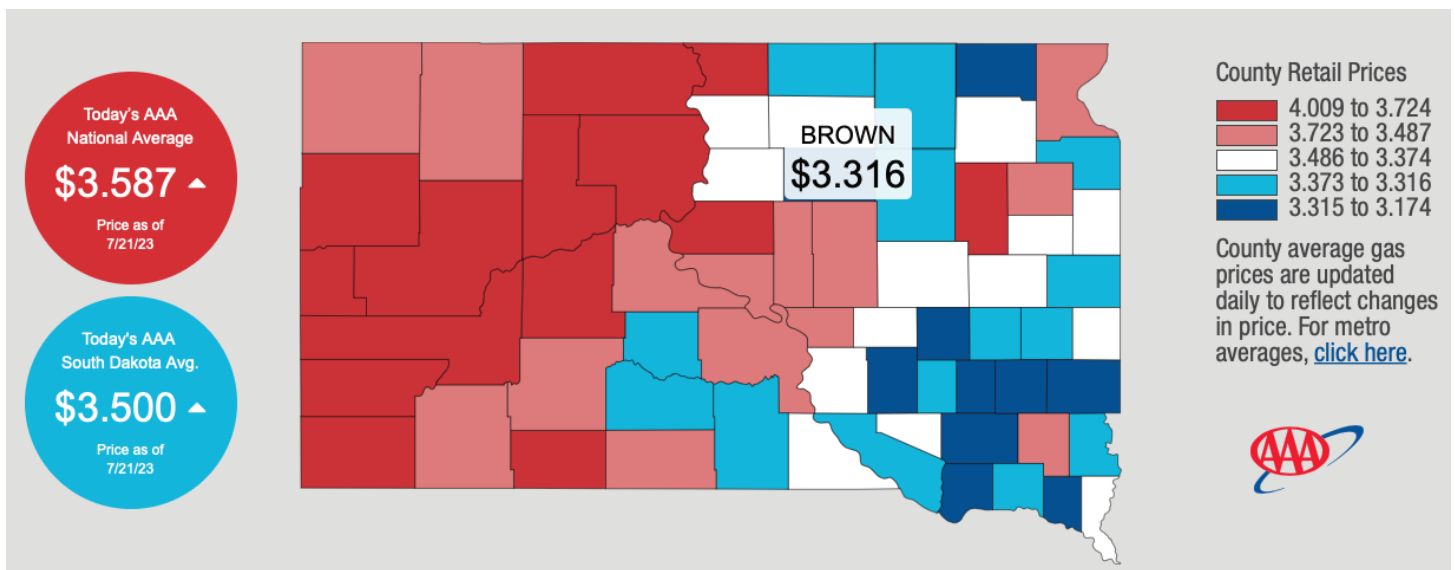 Today's AAA
National Average
$3.587
Price as of
7/21/23
Today's AAA
South Dakota Avg.
$3.500
Price as of
7/21/23
BROWN
$3.316
County Retail Prices
4.009 to 3.724
3.723 to 3.487
3.486 to 3.374
3.373 to 3.316
3.315 to 3.174
County average gas
prices are updated
daily to reflect changes
in price. For metro
averages, click here.
AAA